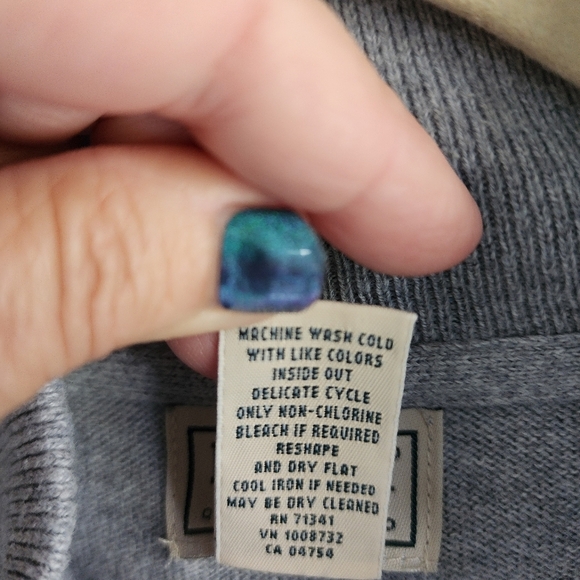 MACHINE WASH COLD
WITH LIKE COLORS
INSIDE OUT
DELICATE CYCLE
ONLY NON-CHLORINE
BLEACH IF REQUIRED
RESHAPE
AND DRY FLAT
COOL IRON IF NEEDED
MAY BE DRY CLEANED
RN 71341
VN 1008732
CA 04754